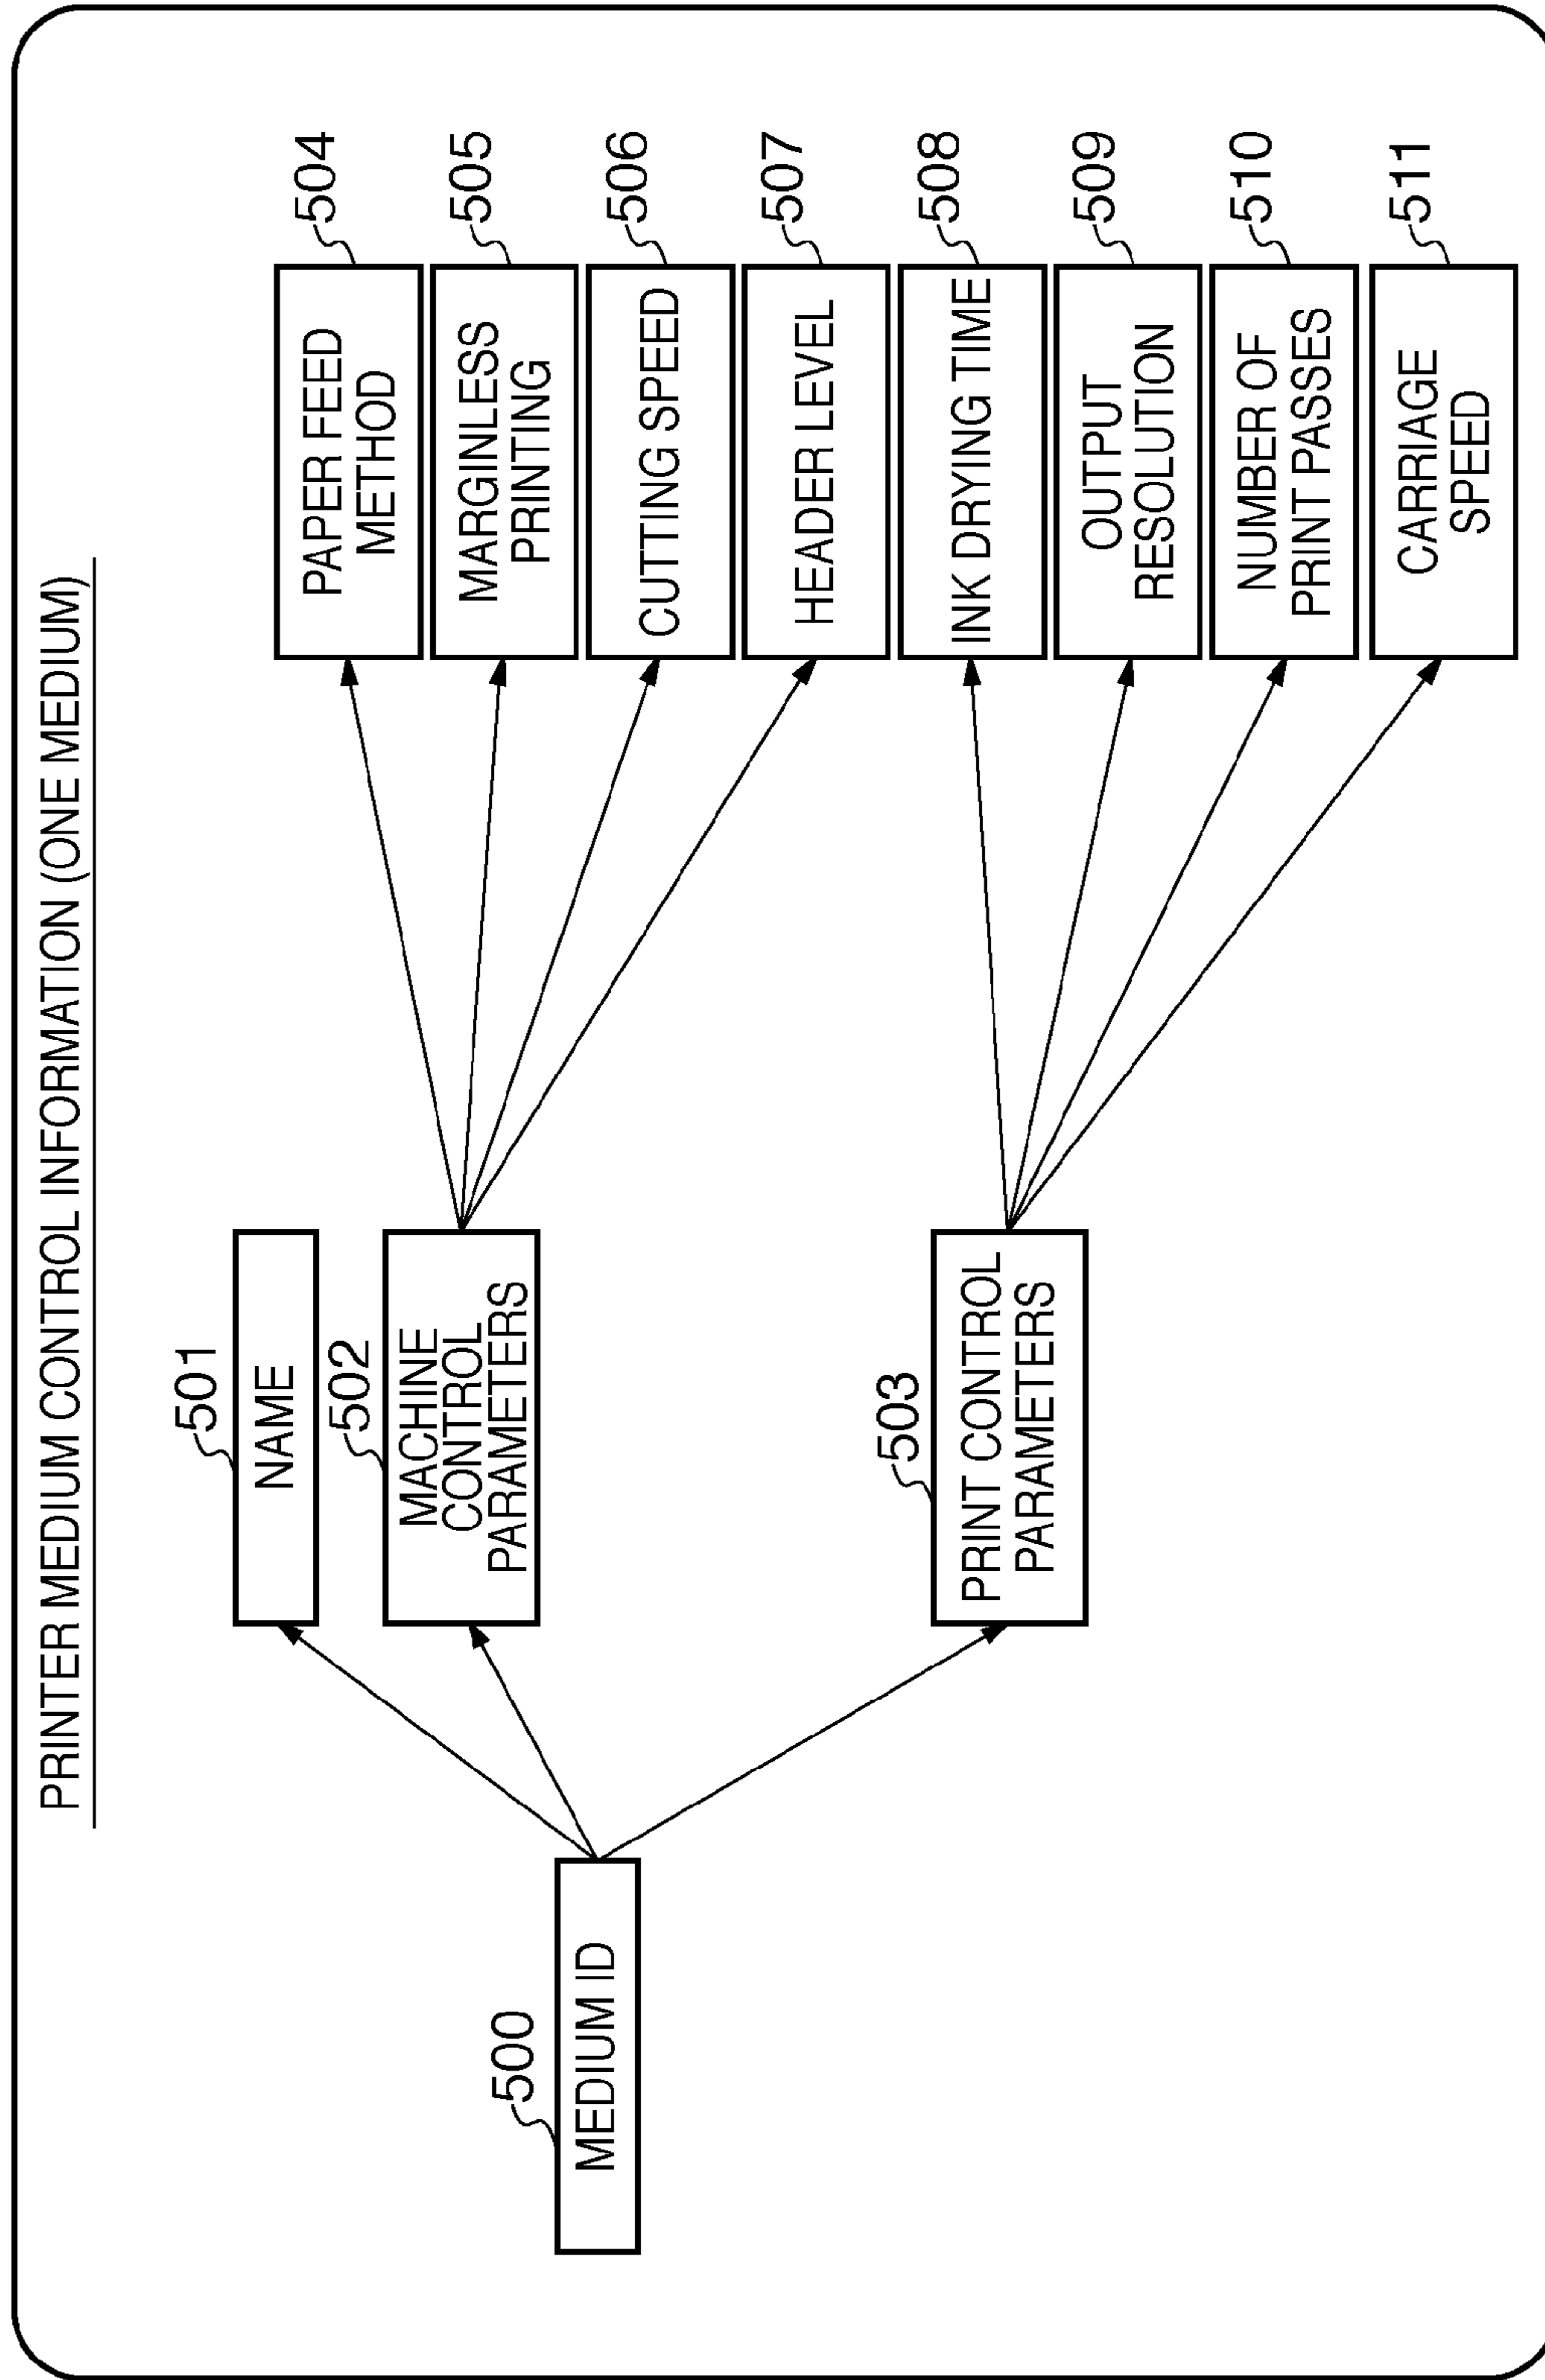 PRINTER MEDIUM CONTROL INFORMATION (ONE MEDIUM)
500
MEDIUM ID
501
NAME
502
MACHINE
CONTROL
PARAMETERS
503
PRINT CONTROL
PARAMETERS
PAPER FEED
METHOD
504
MARGINLESS
PRINTING
505
CUTTING SPEED
506
HEADER LEVEL
507
INK DRYING TIME
508
OUTPUT
RESOLUTION
509
NUMBER OF
PRINT PASSES
510
CARRIAGE
SPEED
511